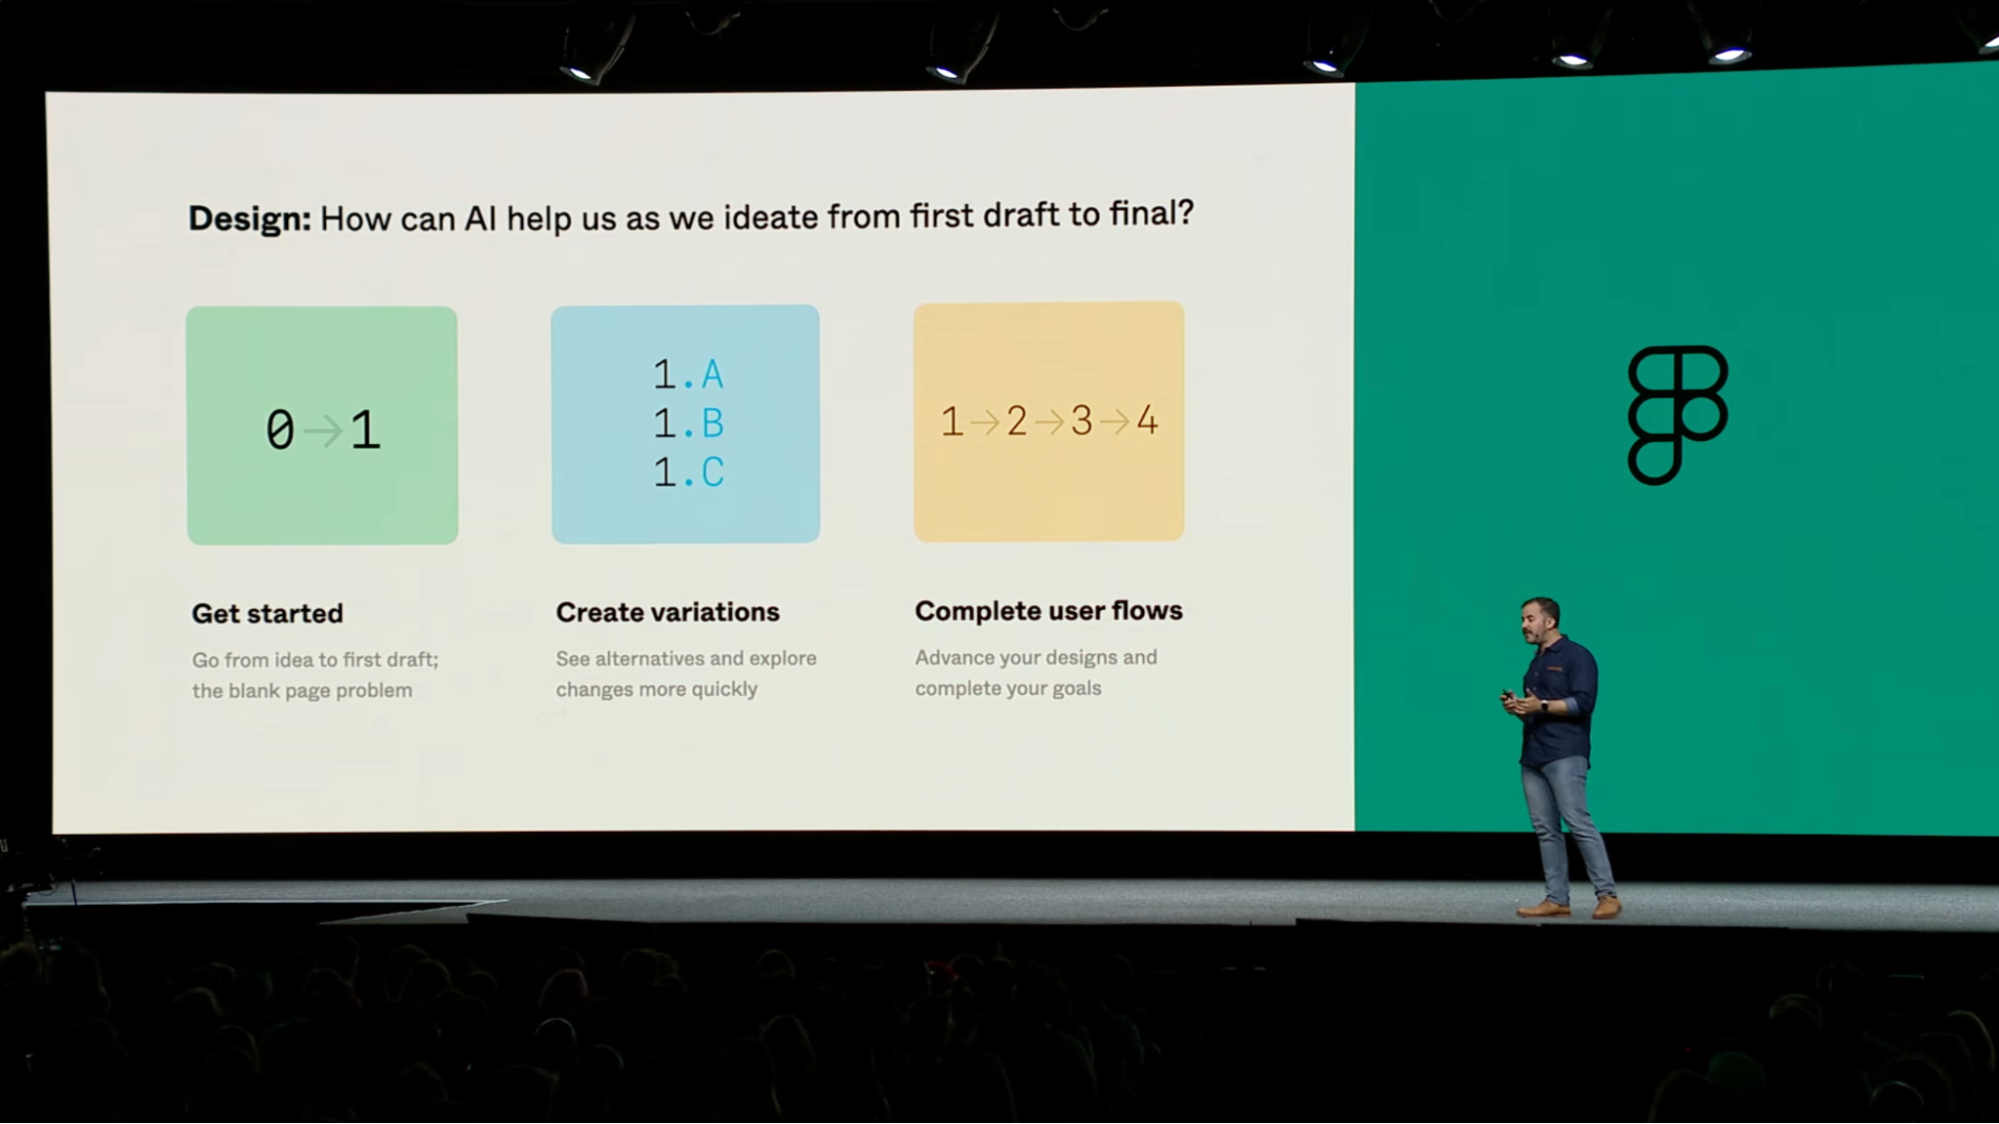 Design: How can AI help us as we ideate from first draft to final?
0→1
1.A
1.B
1.C
1→2→3→4
Get started
Go from idea to first draft;
the blank page problem
Create variations
See alternatives and explore
changes more quickly
Complete user flows
Advance your designs and
complete your goals